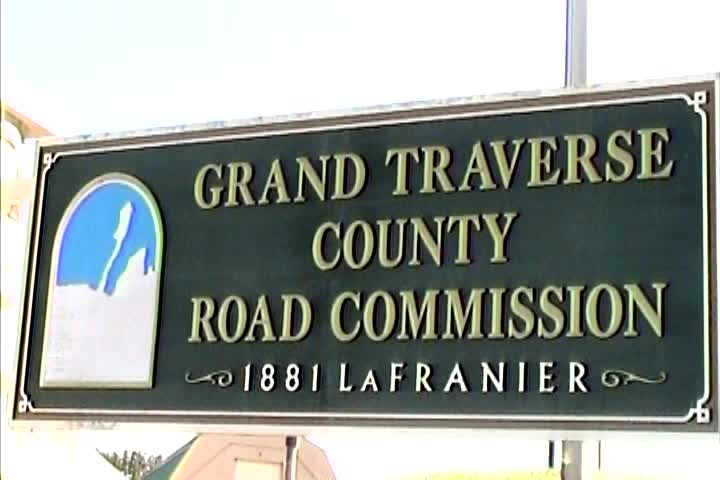 GRAND TRAVERSE
COUNTY
ROAD COMMISSION
1881 LAFRANIER